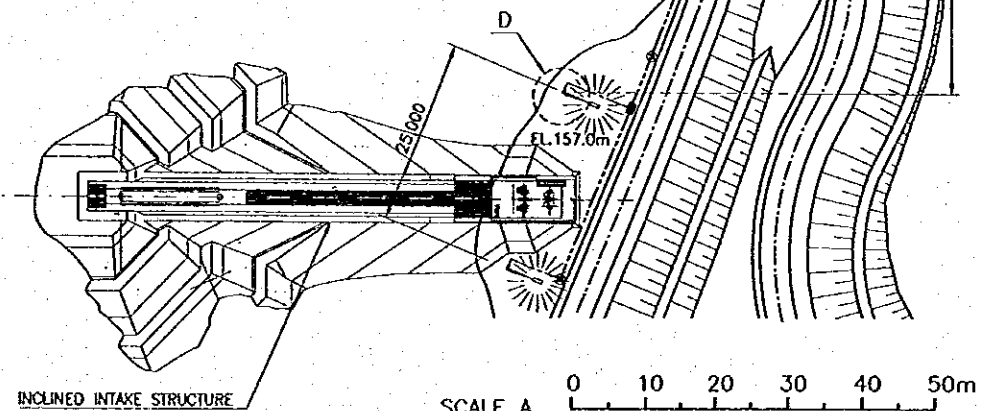 D
25.000
EL.157.0m
INCLINED INTAKE STRUCTURE
SCALE A
0 10 20 30 40 50m